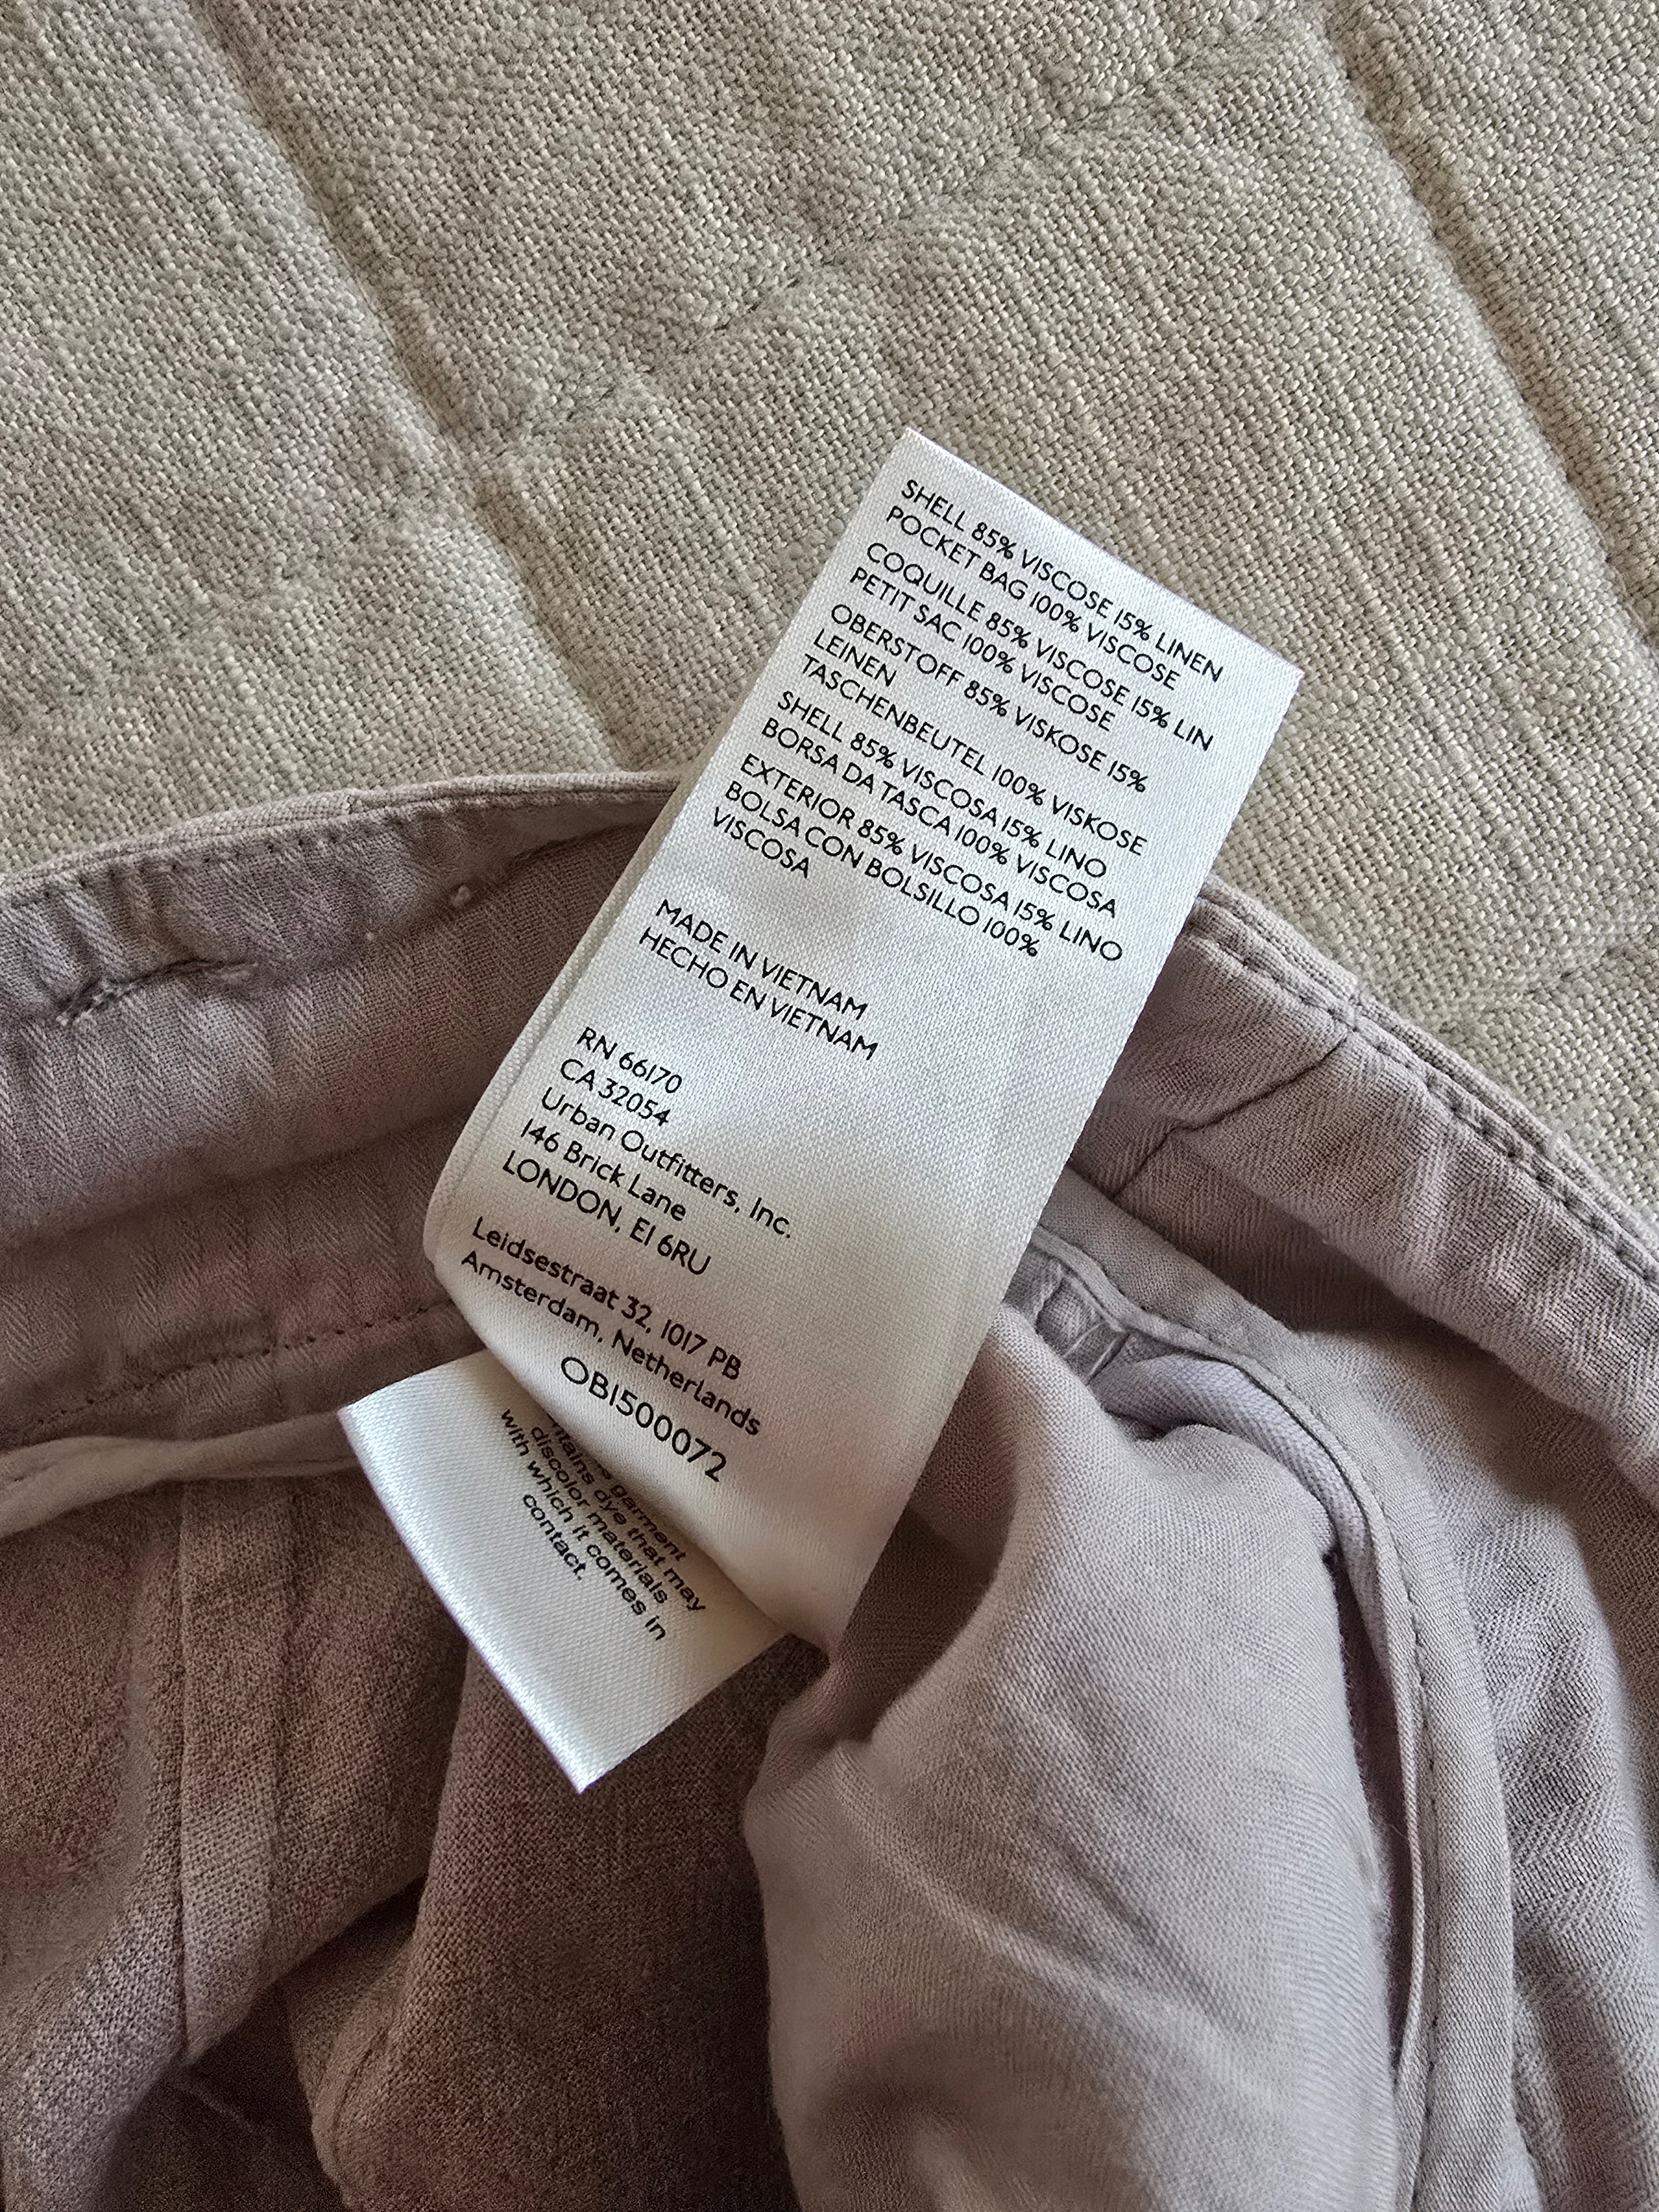 SHELL 85% VISCOSE 15% LINEN
POCKET BAG 100% VISCOSE
COQUILLE 85% VISCOSE 15% LIN
PETIT SAC 100% VISCOSE
OBERSTOFF 85% VISKOSE 15%
LEINEN
TASCHENBEUTEL 100% VISKOSE
SHELL 85% VISCOSA 15% LINO
BORSA DA TASCA 100% VISCOSA
EXTERIOR 85% VISCOSA 15% LINO
BOLSA CON BOLSILLO 100%
VISCOSA
MADE IN VIETNAM
HECHO EN VIETNAM
RN 66170
CA 32054
Urban Outfitters, Inc.
146 Brick Lane
LONDON, E1 6RU
Leidsestraat 32, 1017 PB
Amsterdam, Netherlands
OB1500072
garment
dye that may
discolor materials
with which it comes in
contact.